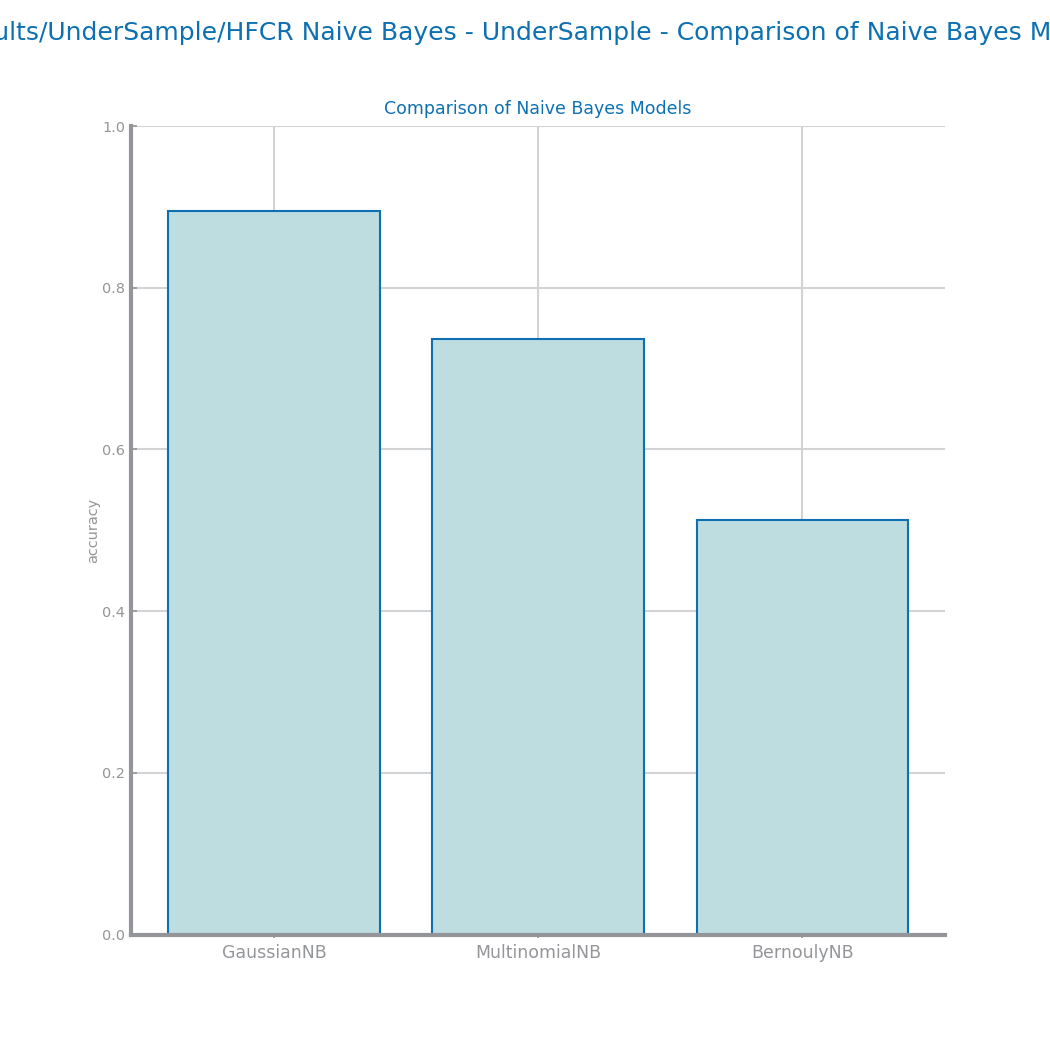 ults/UnderSample/HFCR Naive Bayes - UnderSample - Comparison of Naive Bayes M
Comparison of Naive Bayes Models
1.0
0.8
0.6
0.4
0.2
0.0
accuracy
GaussianNB
MultinomialNB
BernoulyNB